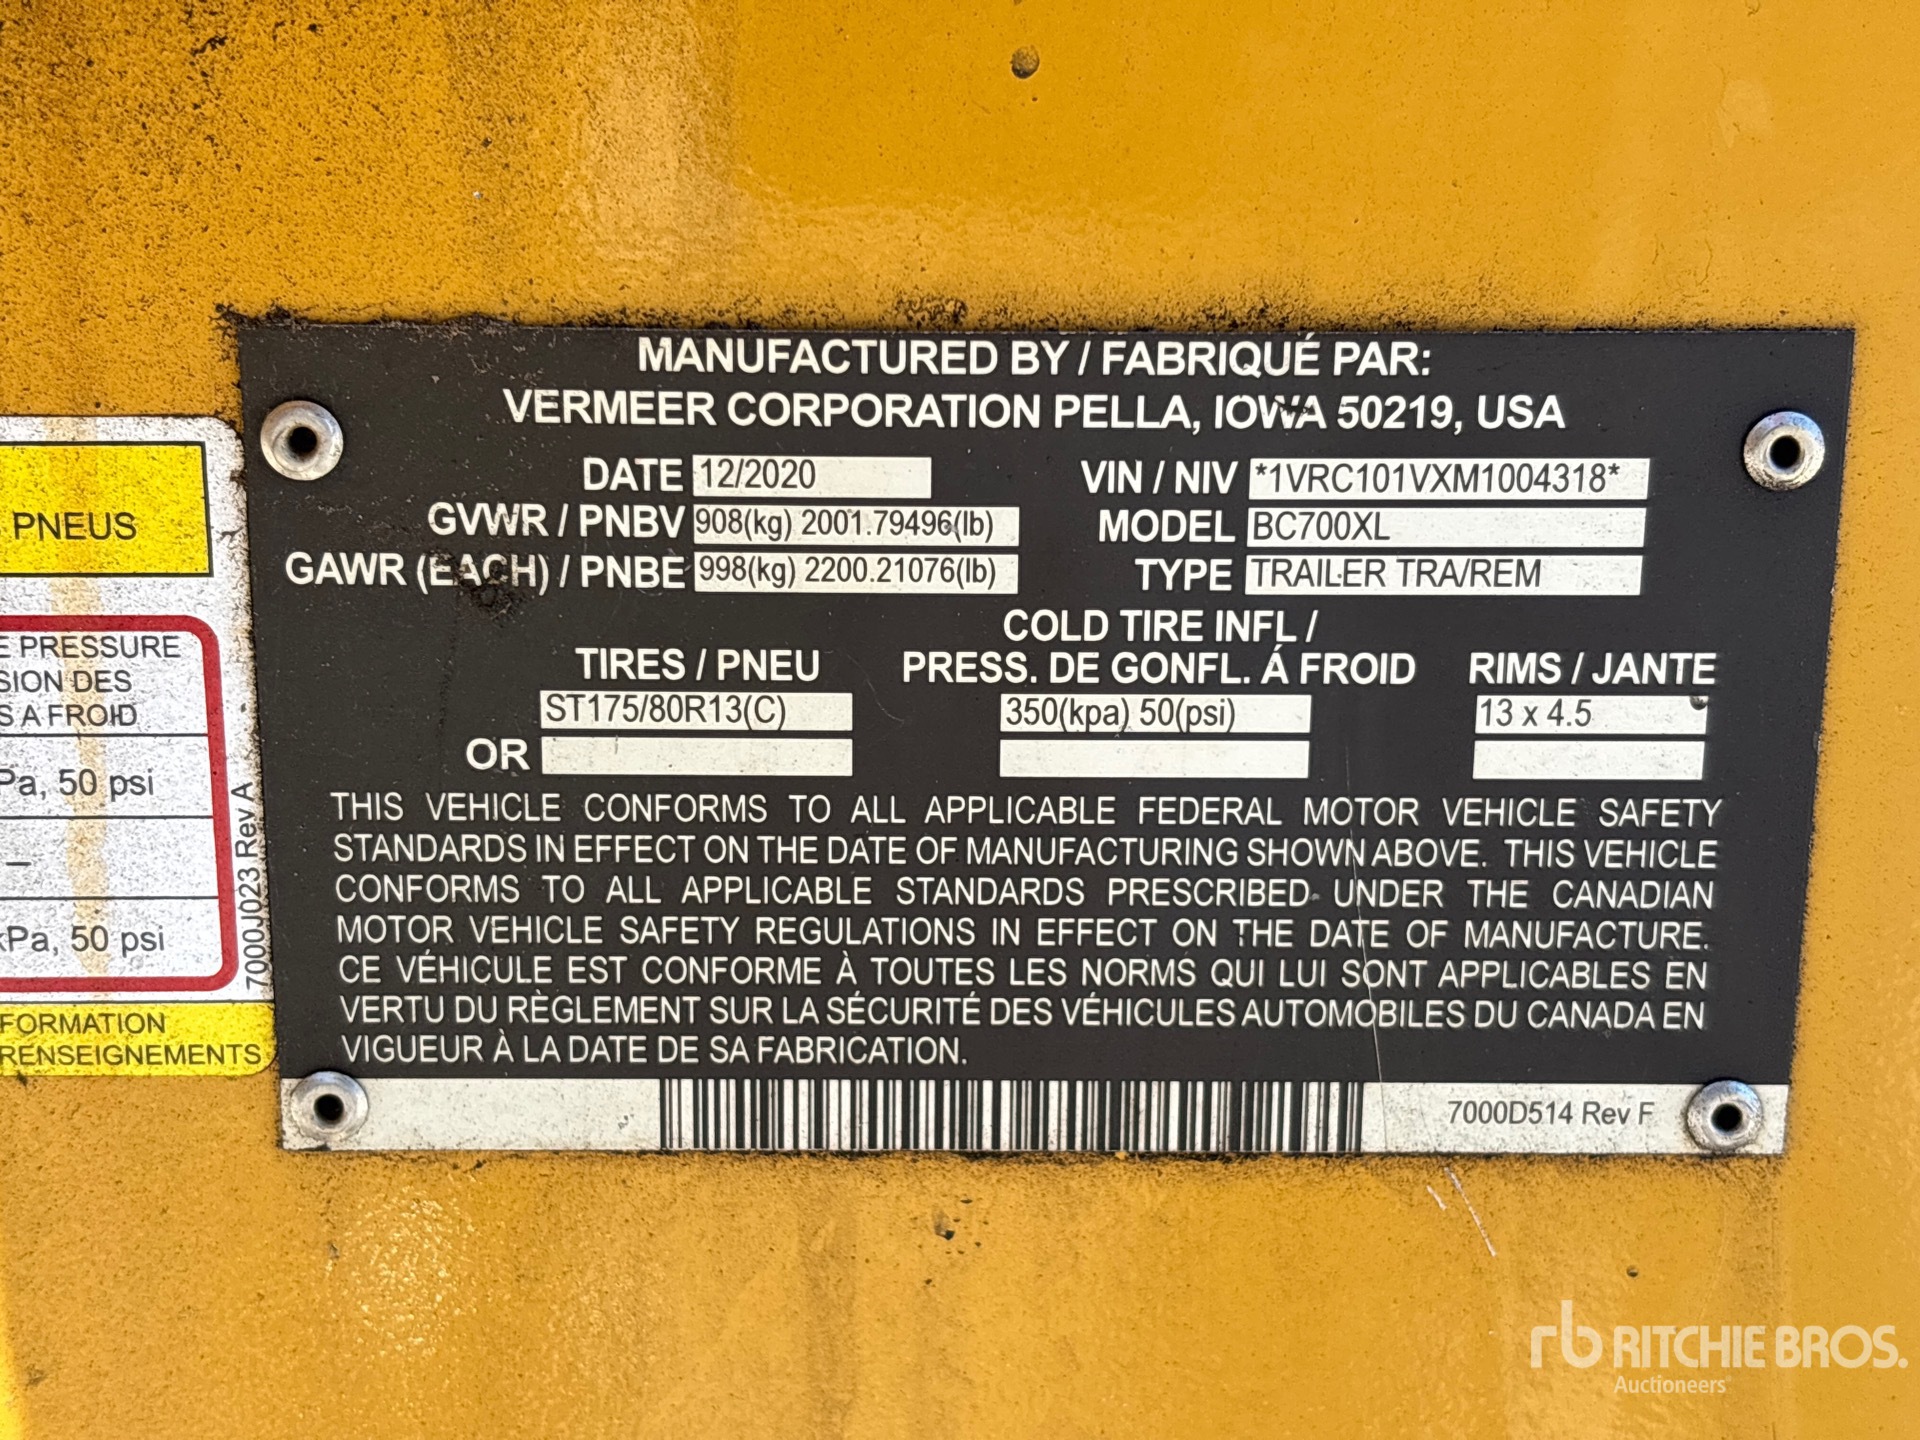 MANUFACTURED BY / FABRIQUÉ PAR:
VERMEER CORPORATION PELLA, IOWA 50219, USA
DATE 12/2020 VIN / NIV *1VRC101VXM1004318*
GVWR / PNBV 908(kg) 2001.79496(lb) MODEL BC700XL
GAWR (EACH) / PNBE 998(kg) 2200.21076(lb) TYPE TRAILER TRA/REM
COLD TIRE INFL /
TIRES / PNEU PRESS. DE GONFL. Á FROID RIMS / JANTE
ST175/80R13(C) 350(kpa) 50(psi) 13 x 4.5
OR
THIS VEHICLE CONFORMS TO ALL APPLICABLE FEDERAL MOTOR VEHICLE SAFETY
STANDARDS IN EFFECT ON THE DATE OF MANUFACTURING SHOWN ABOVE. THIS VEHICLE
CONFORMS TO ALL APPLICABLE STANDARDS PRESCRIBED UNDER THE CANADIAN
MOTOR VEHICLE SAFETY REGULATIONS IN EFFECT ON THE DATE OF MANUFACTURE.
CE VÉHICULE EST CONFORME À TOUTES LES NORMS QUI LUI SONT APPLICABLES EN
VERTU DU RÈGLEMENT SUR LA SÉCURITÉ DES VÉHICULES AUTOMOBILES DU CANADA EN
VIGUEUR À LA DATE DE SA FABRICATION.
7000D514 Rev F
PNEUS
E PRESSURE
SION DES
S A FROID
Pa, 50 psi
–
kPa, 50 psi
FORMATION
RENSEIGNEMENTS
7000J023 Rev A
rb RITCHIE BROS.
Auctioneers